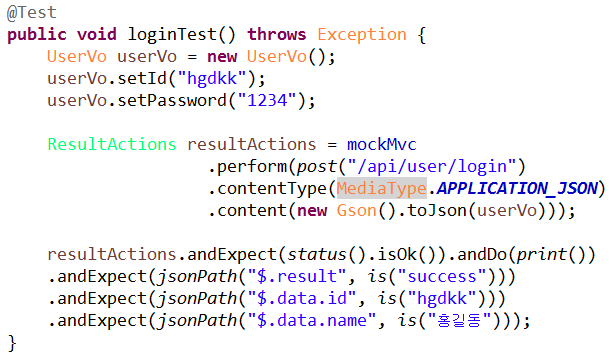 @Test
public void loginTest() throws Exception {
    UserVo userVo = new UserVo();
    userVo.setId("hgdkk");
    userVo.setPassword("1234");

    ResultActions resultActions = mockMvc
                    .perform(post("/api/user/login")
                    .contentType(MediaType.APPLICATION_JSON)
                    .content(new Gson().toJson(userVo)));

    resultActions.andExpect(status().isOk()).andDo(print())
    .andExpect(jsonPath("$.result", is("success")))
    .andExpect(jsonPath("$.data.id", is("hgdkk")))
    .andExpect(jsonPath("$.data.name", is("홍길동")));
}